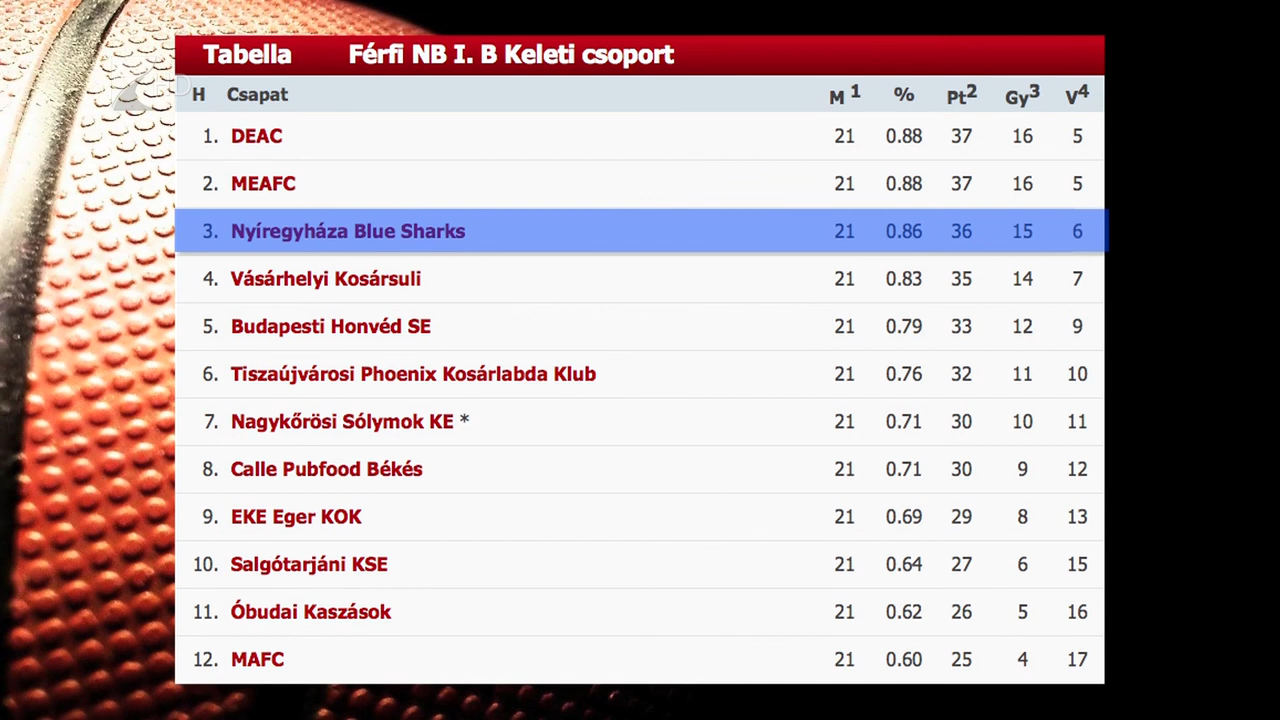 Tabella Férfi NB I. B Keleti csoport
H Csapat M 1 % Pt2 Gy3 V4
1. DEAC 21 0.88 37 16 5
2. MEAFC 21 0.88 37 16 5
3. Nyíregyháza Blue Sharks 21 0.86 36 15 6
4. Vásárhelyi Kosársuli 21 0.83 35 14 7
5. Budapesti Honvéd SE 21 0.79 33 12 9
6. Tiszaújvárosi Phoenix Kosárlabda Klub 21 0.76 32 11 10
7. Nagykőrösi Sólymok KE * 21 0.71 30 10 11
8. Calle Pubfood Békés 21 0.71 30 9 12
9. EKE Eger KOK 21 0.69 29 8 13
10. Salgótarjáni KSE 21 0.64 27 6 15
11. Óbudai Kaszások 21 0.62 26 5 16
12. MAFC 21 0.60 25 4 17